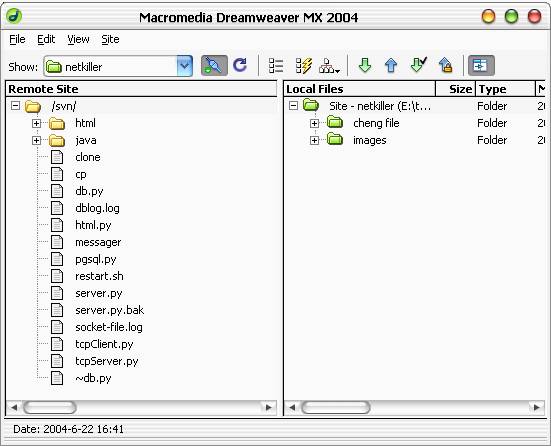 Macromedia Dreamweaver MX 2004
File Edit View Site
Show: netkiller
Remote Site
/svn/
html
java
clone
cp
db.py
dblog.log
html.py
messager
pgsql.py
restart.sh
server.py
server.py.bak
socket-file.log
tcpClient.py
tcpServer.py
~db.py
Local Files Size Type M
Site - netkiller (E:\t... Folder 20
cheng file Folder 20
images Folder 20
Date: 2004-6-22 16:41